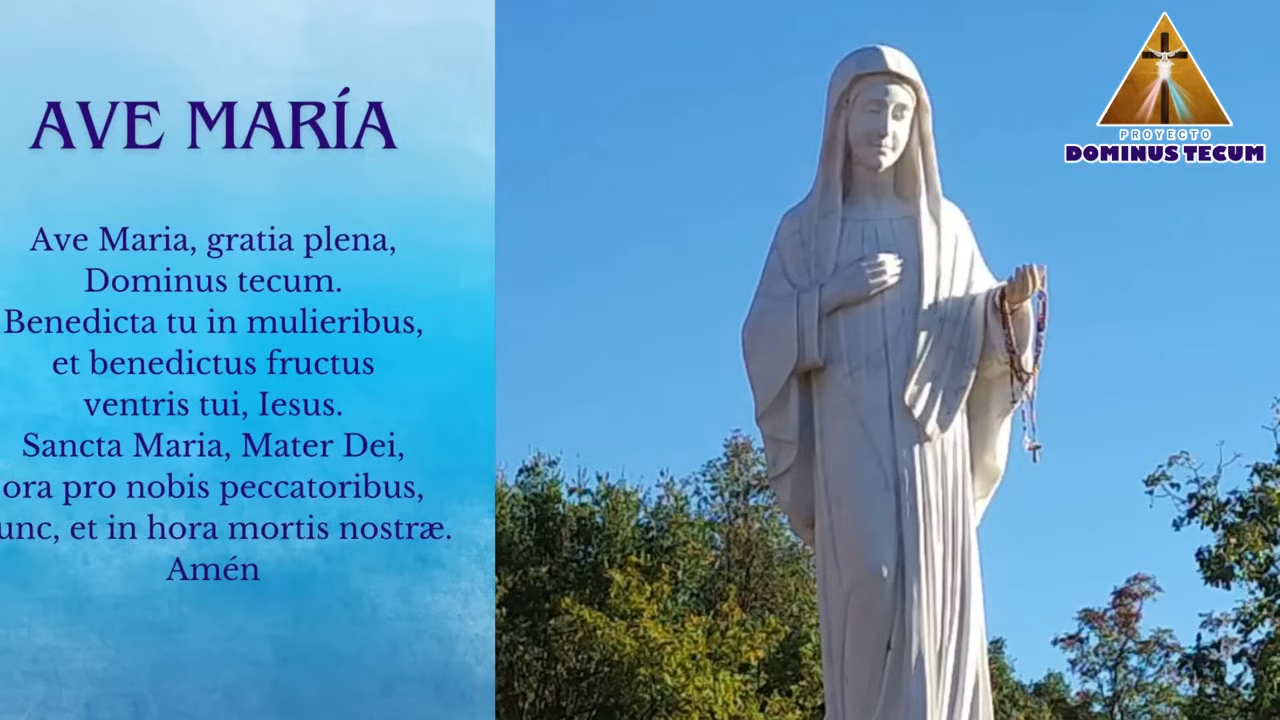 AVE MARÍA
Ave Maria, gratia plena,
Dominus tecum.
Benedicta tu in mulieribus,
et benedictus fructus
ventris tui, Iesus.
Sancta Maria, Mater Dei,
ora pro nobis peccatoribus,
unc, et in hora mortis nostræ.
Amén
PROYECTO
DOMINUS TECUM